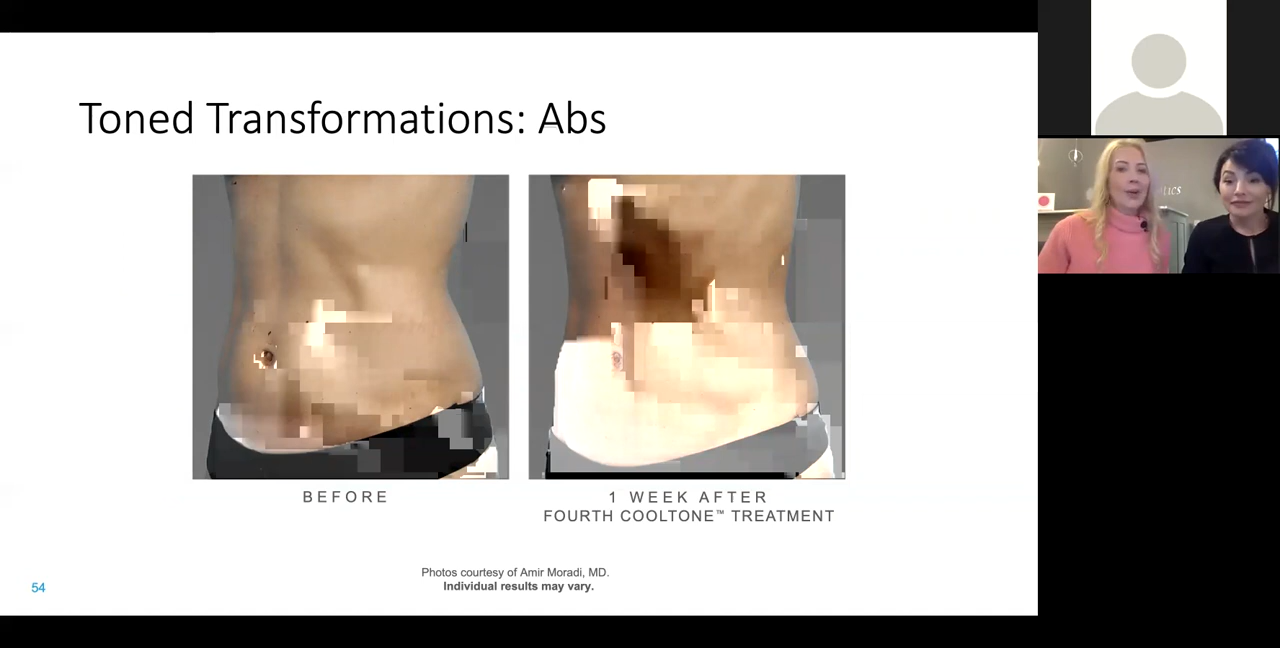 Toned Transformations: Abs
BEFORE
1 WEEK AFTER
FOURTH COOLTONE™ TREATMENT
Photos courtesy of Amir Moradi, MD.
Individual results may vary.
54